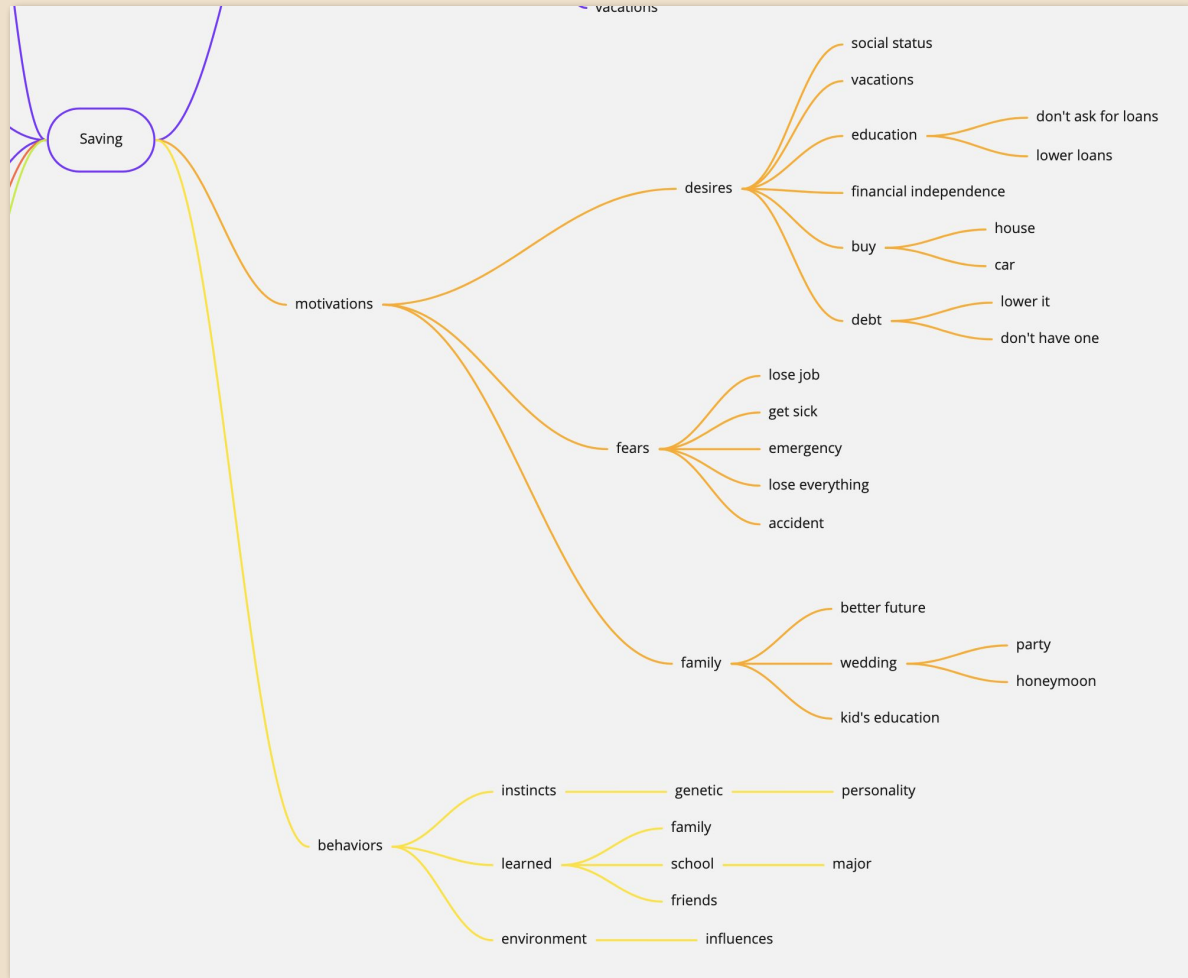 vacations
Saving
motivations
desires
social status
vacations
education
don't ask for loans
lower loans
financial independence
buy
house
car
debt
lower it
don't have one
fears
lose job
get sick
emergency
lose everything
accident
family
better future
wedding
party
honeymoon
kid's education
behaviors
instincts
genetic
personality
learned
family
school
major
friends
environment
influences